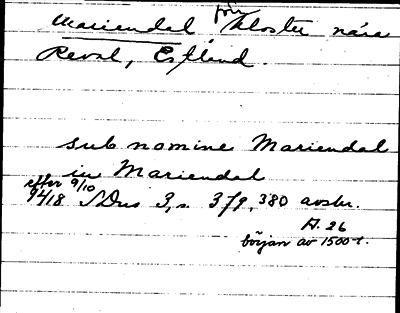 Mariendal, förr kloster nära
Reval, Estland.
sub nomine Mariendal
in Mariendal
efter 9/10
1418 SDns 3, s. 379, 380 avskr.
A. 26
början av 1500-t.